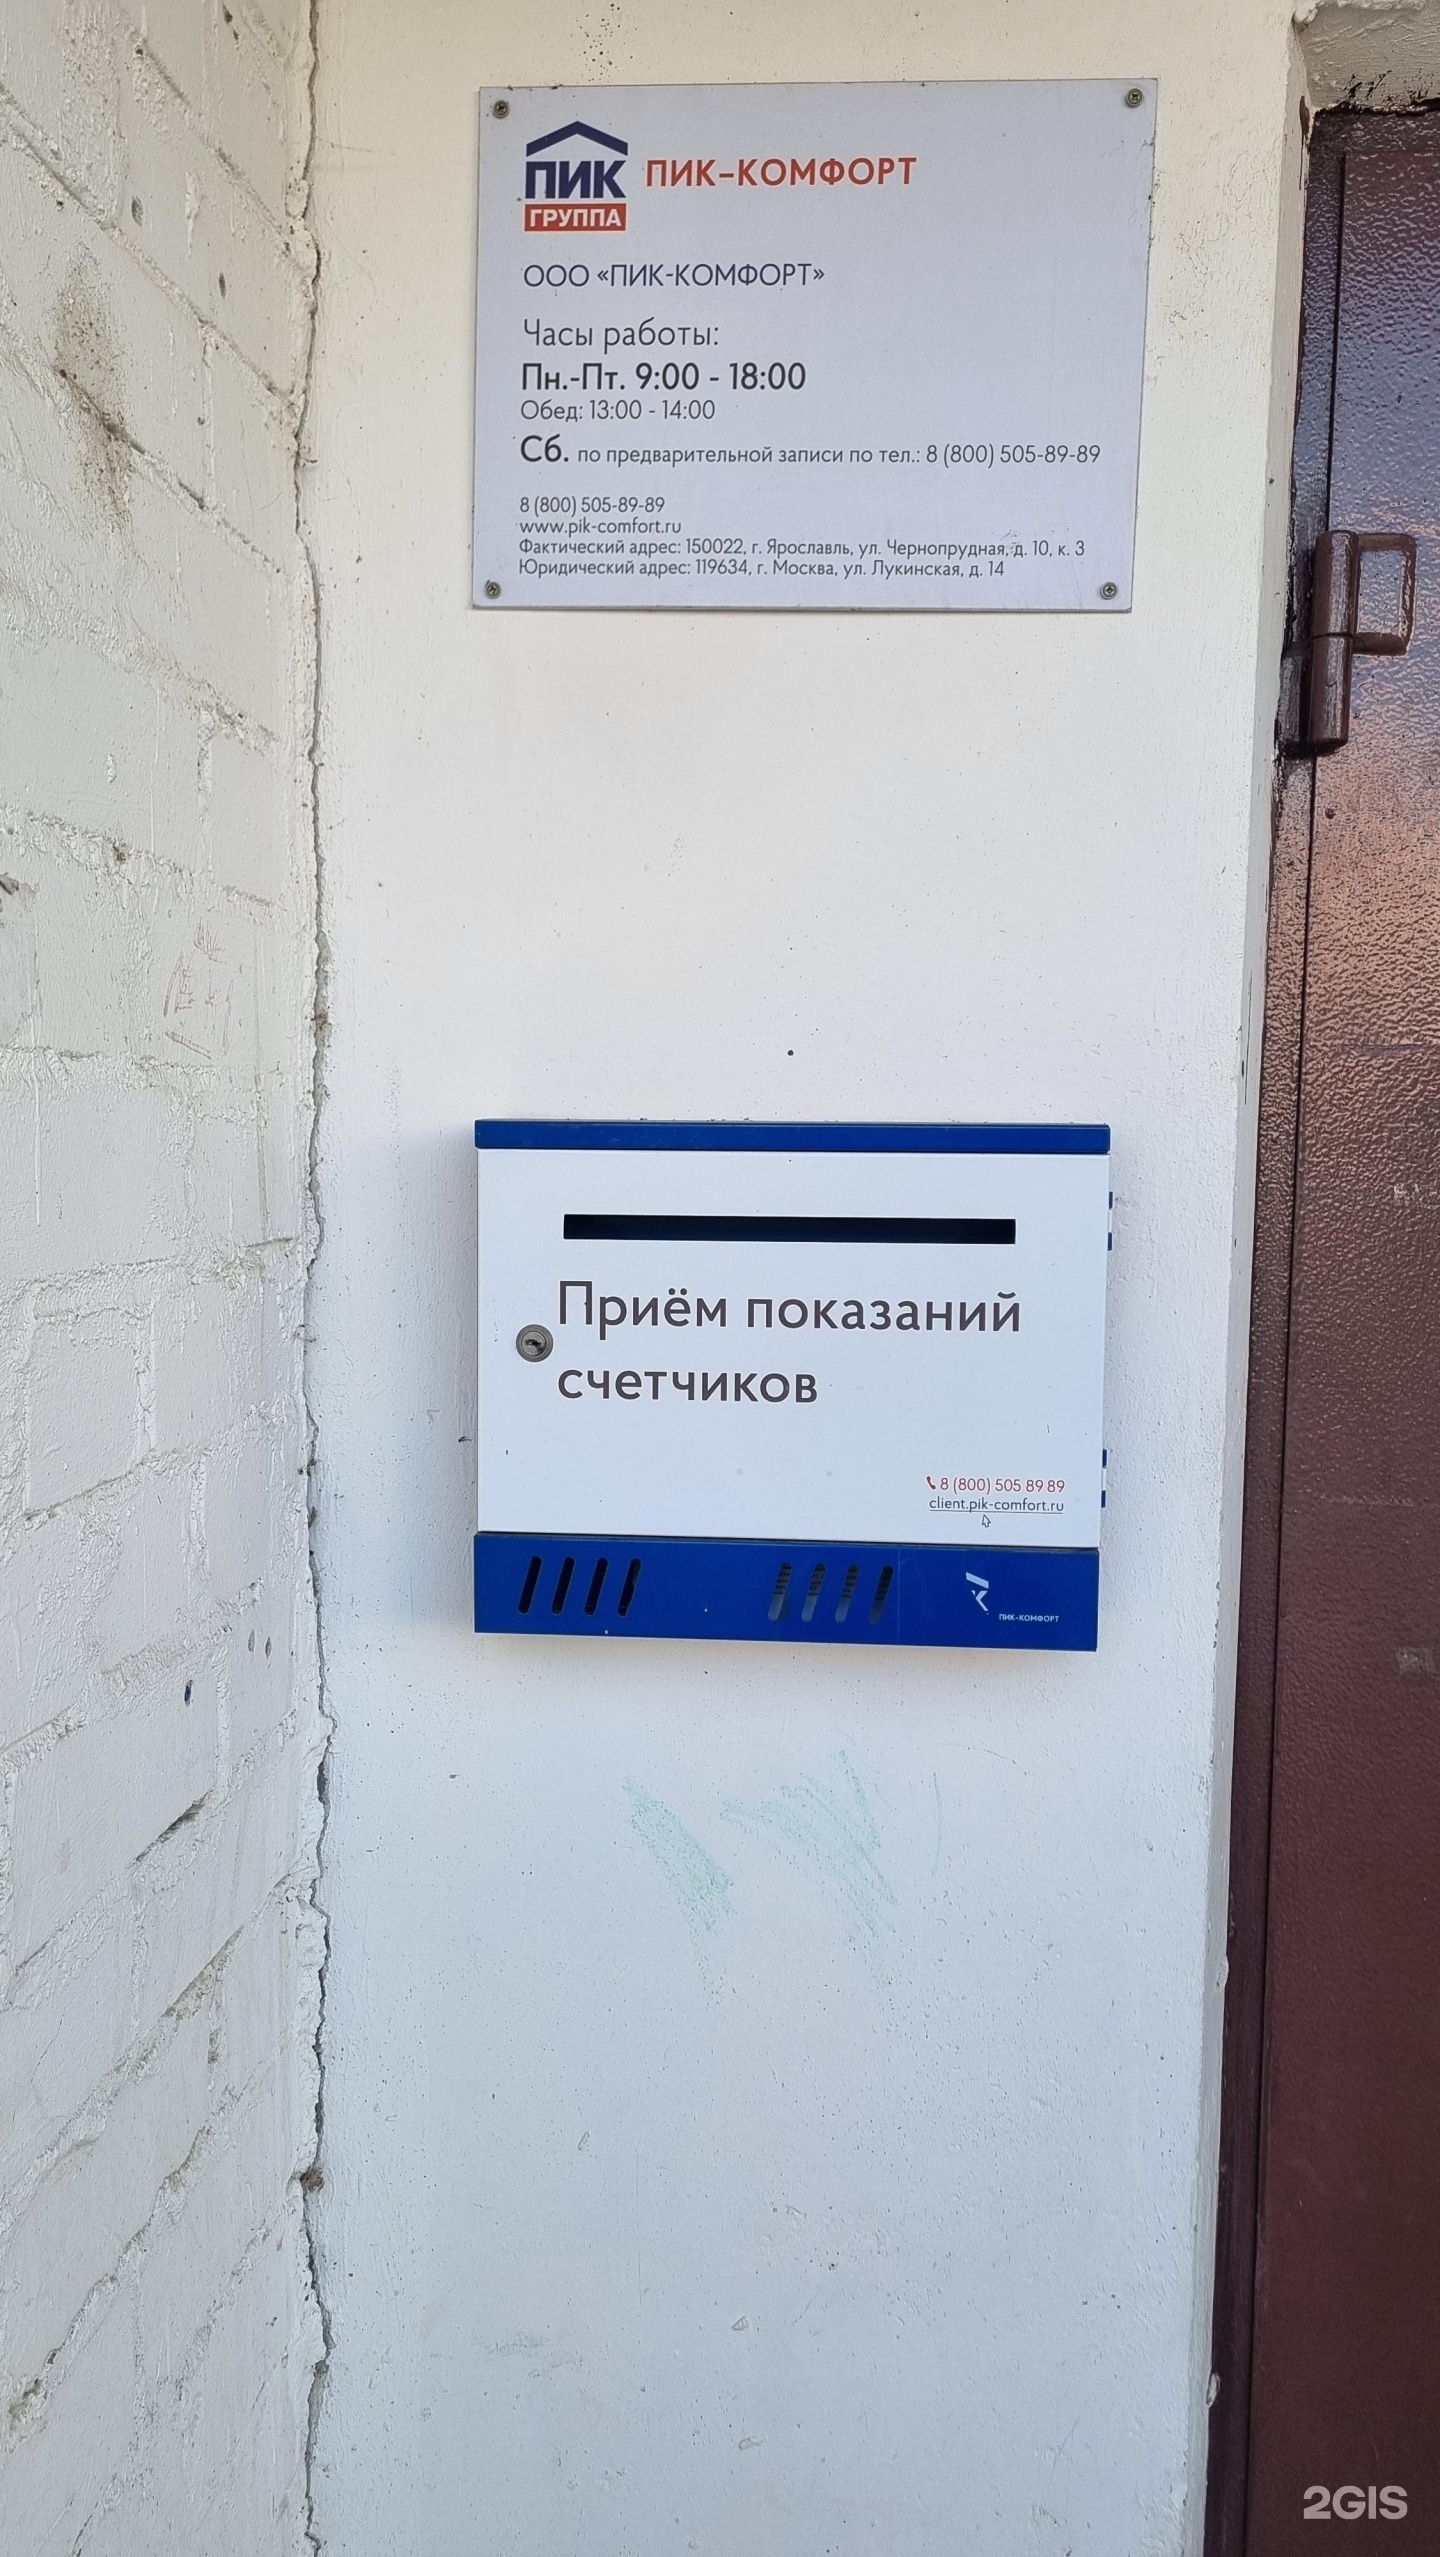 ПИК
ГРУППА
ПИК-КОМФОРТ
ООО «ПИК-КОМФОРТ»
Часы работы:
Пн.-Пт. 9:00 - 18:00
Обед: 13:00 - 14:00
Сб. по предварительной записи по тел.: 8 (800) 505-89-89
8 (800) 505-89-89
www.pik-comfort.ru
Фактический адрес: 150022, г. Ярославль, ул. Чернопрудная, д. 10, к. 3
Юридический адрес: 119634, г. Москва, ул. Лукинская, д. 14
Приём показаний
счетчиков
8 (800) 505 89 89
client.pik-comfort.ru
ПИК-КОМФОРТ
2GIS